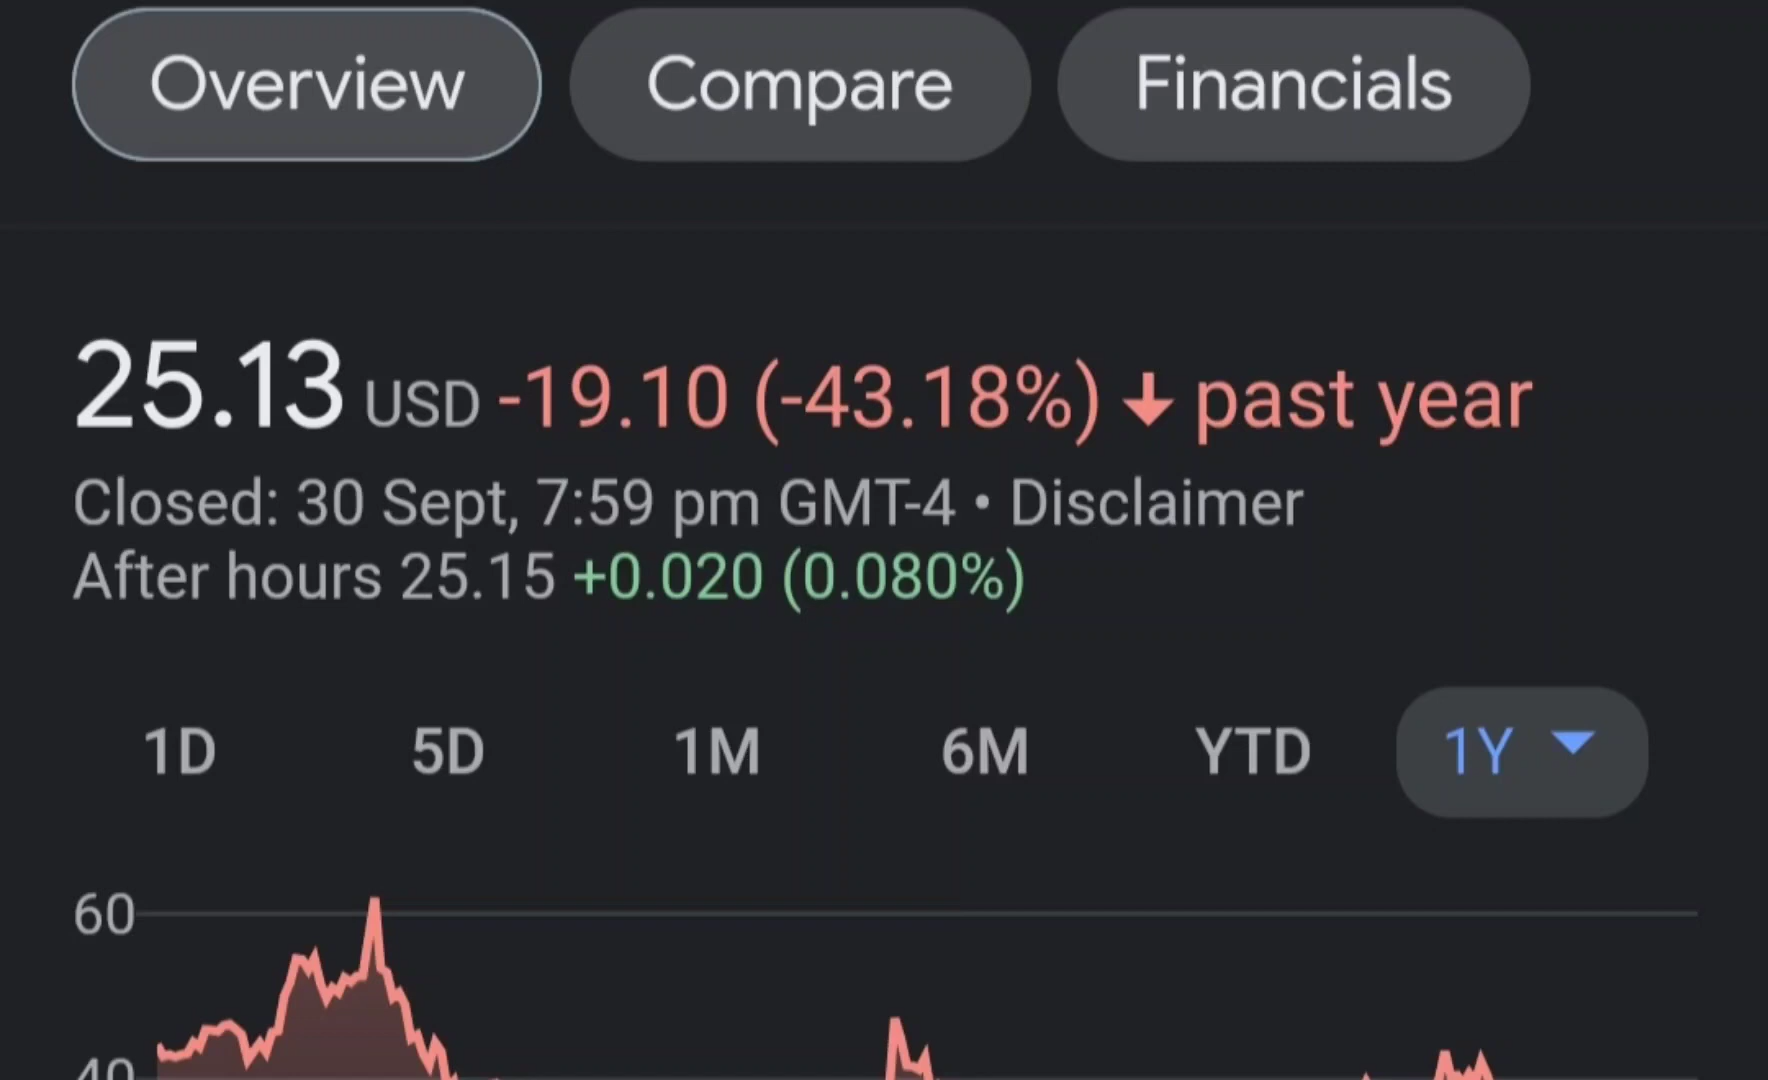 Overview Compare Financials
25.13 USD -19.10 (-43.18%) ↓ past year
Closed: 30 Sept, 7:59 pm GMT-4 • Disclaimer
After hours 25.15 +0.020 (0.080%)
1D 5D 1M 6M YTD 1Y
60
40